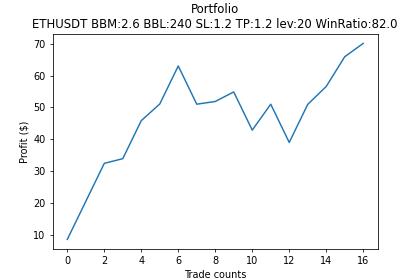 Portfolio
ETHUSDT BBM:2.6 BBL:240 SL:1.2 TP:1.2 lev:20 WinRatio:82.0
70
60
50
40
30
20
10
Profit ($)
0 2 4 6 8 10 12 14 16
Trade counts